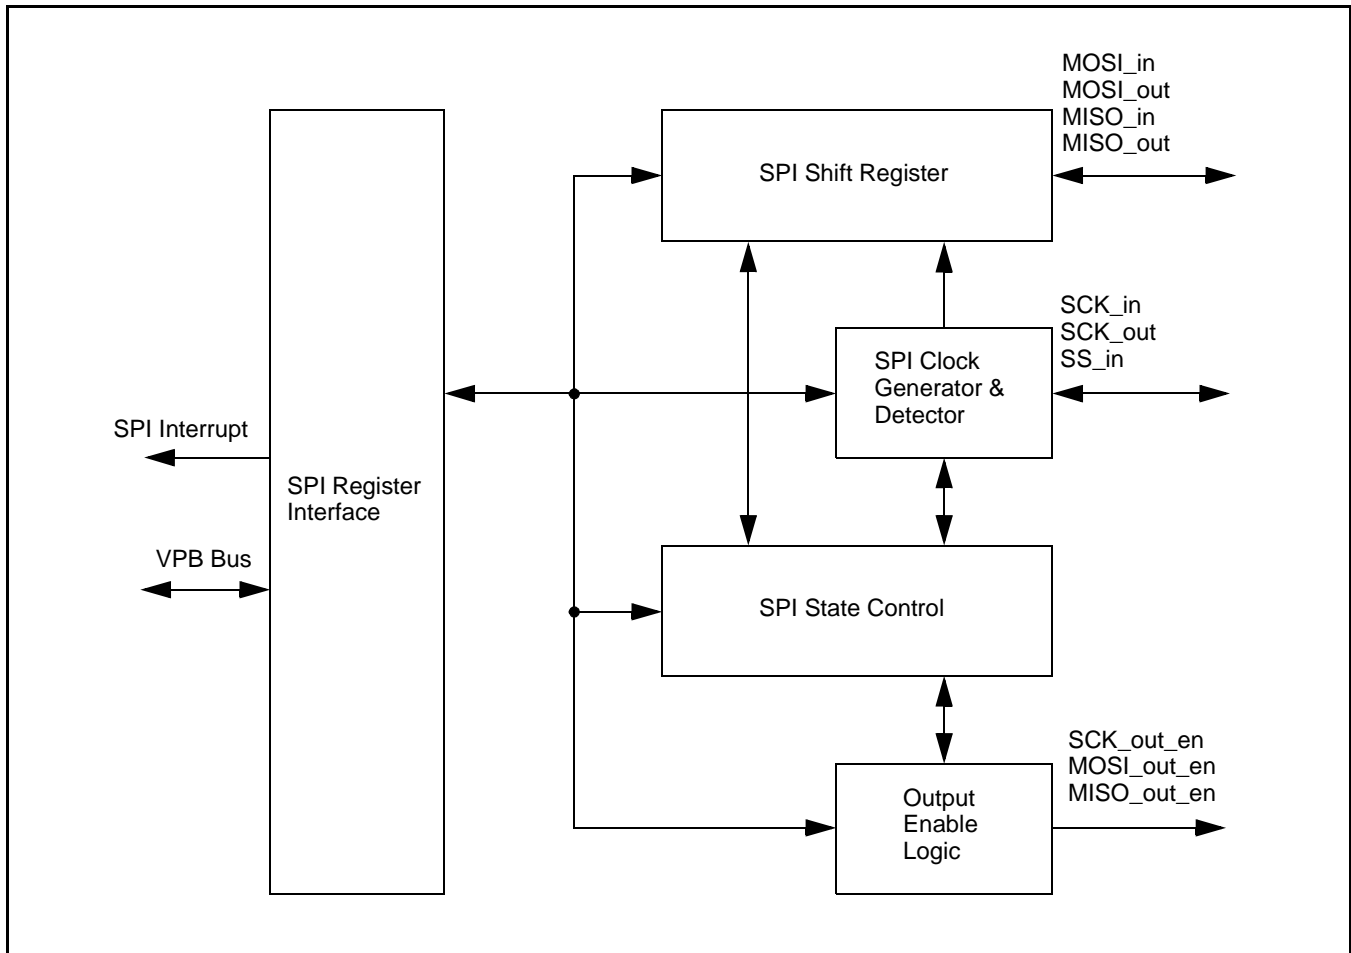 MOSI_in
MOSI_out
MISO_in
MISO_out
SPI Shift Register
SCK_in
SCK_out
SS_in
SPI Clock
Generator &
Detector
SPI Interrupt
SPI Register
Interface
VPB Bus
SPI State Control
SCK_out_en
MOSI_out_en
MISO_out_en
Output
Enable
Logic